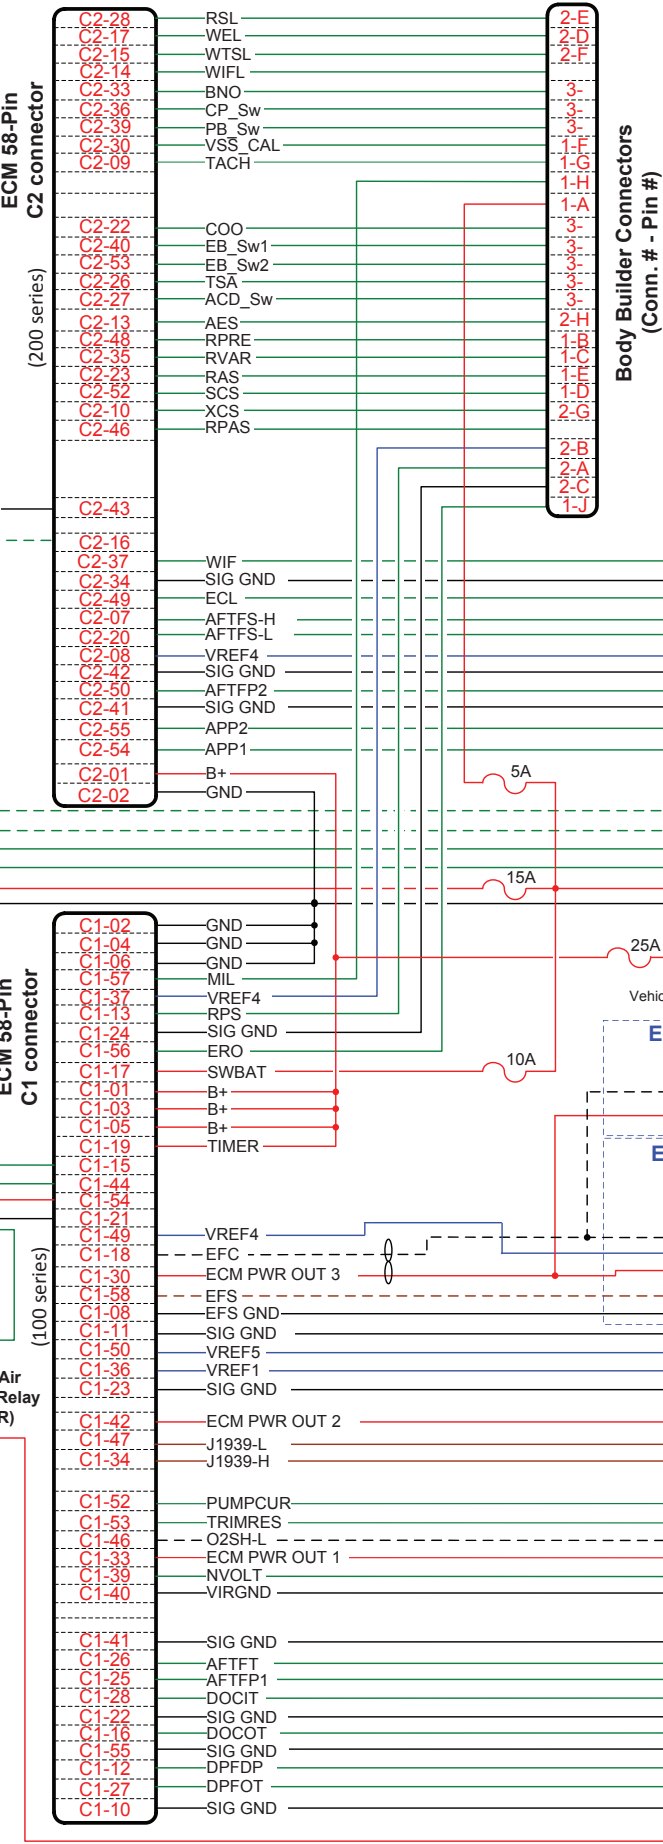 ECM 58-Pin
C2 connector
(200 series)
C2-28 RSL 2-E
C2-17 WEL 2-D
C2-15 WTSL 2-F
C2-14 WIFL
C2-33 BNO 3-
C2-36 CP_Sw 3-
C2-39 PB_Sw 3-
C2-30 VSS_CAL 1-F
C2-09 TACH 1-G
1-H
1-A
C2-22 COO 3-
C2-40 EB_Sw1 3-
C2-53 EB_Sw2 3-
C2-26 TSA 3-
C2-27 ACD_Sw 3-
C2-13 AES 2-H
C2-48 RPRE 1-B
C2-35 RVAR 1-C
C2-23 RAS 1-E
C2-52 SCS 1-D
C2-10 XCS 2-G
C2-46 RPAS
2-B
2-A
2-C
1-J
Body Builder Connectors
(Conn. # - Pin #)
C2-43
C2-16
C2-37 WIF
C2-34 SIG GND
C2-49 ECL
C2-07 AFTFS-H
C2-20 AFTFS-L
C2-08 VREF4
C2-42 SIG GND
C2-50 AFTFP2
C2-41 SIG GND
C2-55 APP2
C2-54 APP1
C2-01 B+
C2-02 GND
5A
15A
25A
Vehic
E
E
10A
ECM 58-Pin
C1 connector
(100 series)
C1-02 GND
C1-04 GND
C1-06 GND
C1-57 MIL
C1-37 VREF4
C1-13 RPS
C1-24 SIG GND
C1-56 ERO
C1-17 SWBAT
C1-01 B+
C1-03 B+
C1-05 B+
C1-19 TIMER
C1-15
C1-44
C1-54
C1-21
C1-49 VREF4
C1-18 EFC
C1-30 ECM PWR OUT 3
C1-58 EFS
C1-08 EFS GND
C1-11 SIG GND
C1-50 VREF5
C1-36 VREF1
C1-23 SIG GND
Air
Relay
R)
C1-42 ECM PWR OUT 2
C1-47 J1939-L
C1-34 J1939-H
C1-52 PUMPCUR
C1-53 TRIMRES
C1-46 O2SH-L
C1-33 ECM PWR OUT 1
C1-39 NVOLT
C1-40 VIRGND
C1-41 SIG GND
C1-26 AFTFT
C1-25 AFTFP1
C1-28 DOCIT
C1-22 SIG GND
C1-16 DOCOT
C1-55 SIG GND
C1-12 DPFDP
C1-27 DPFOT
C1-10 SIG GND